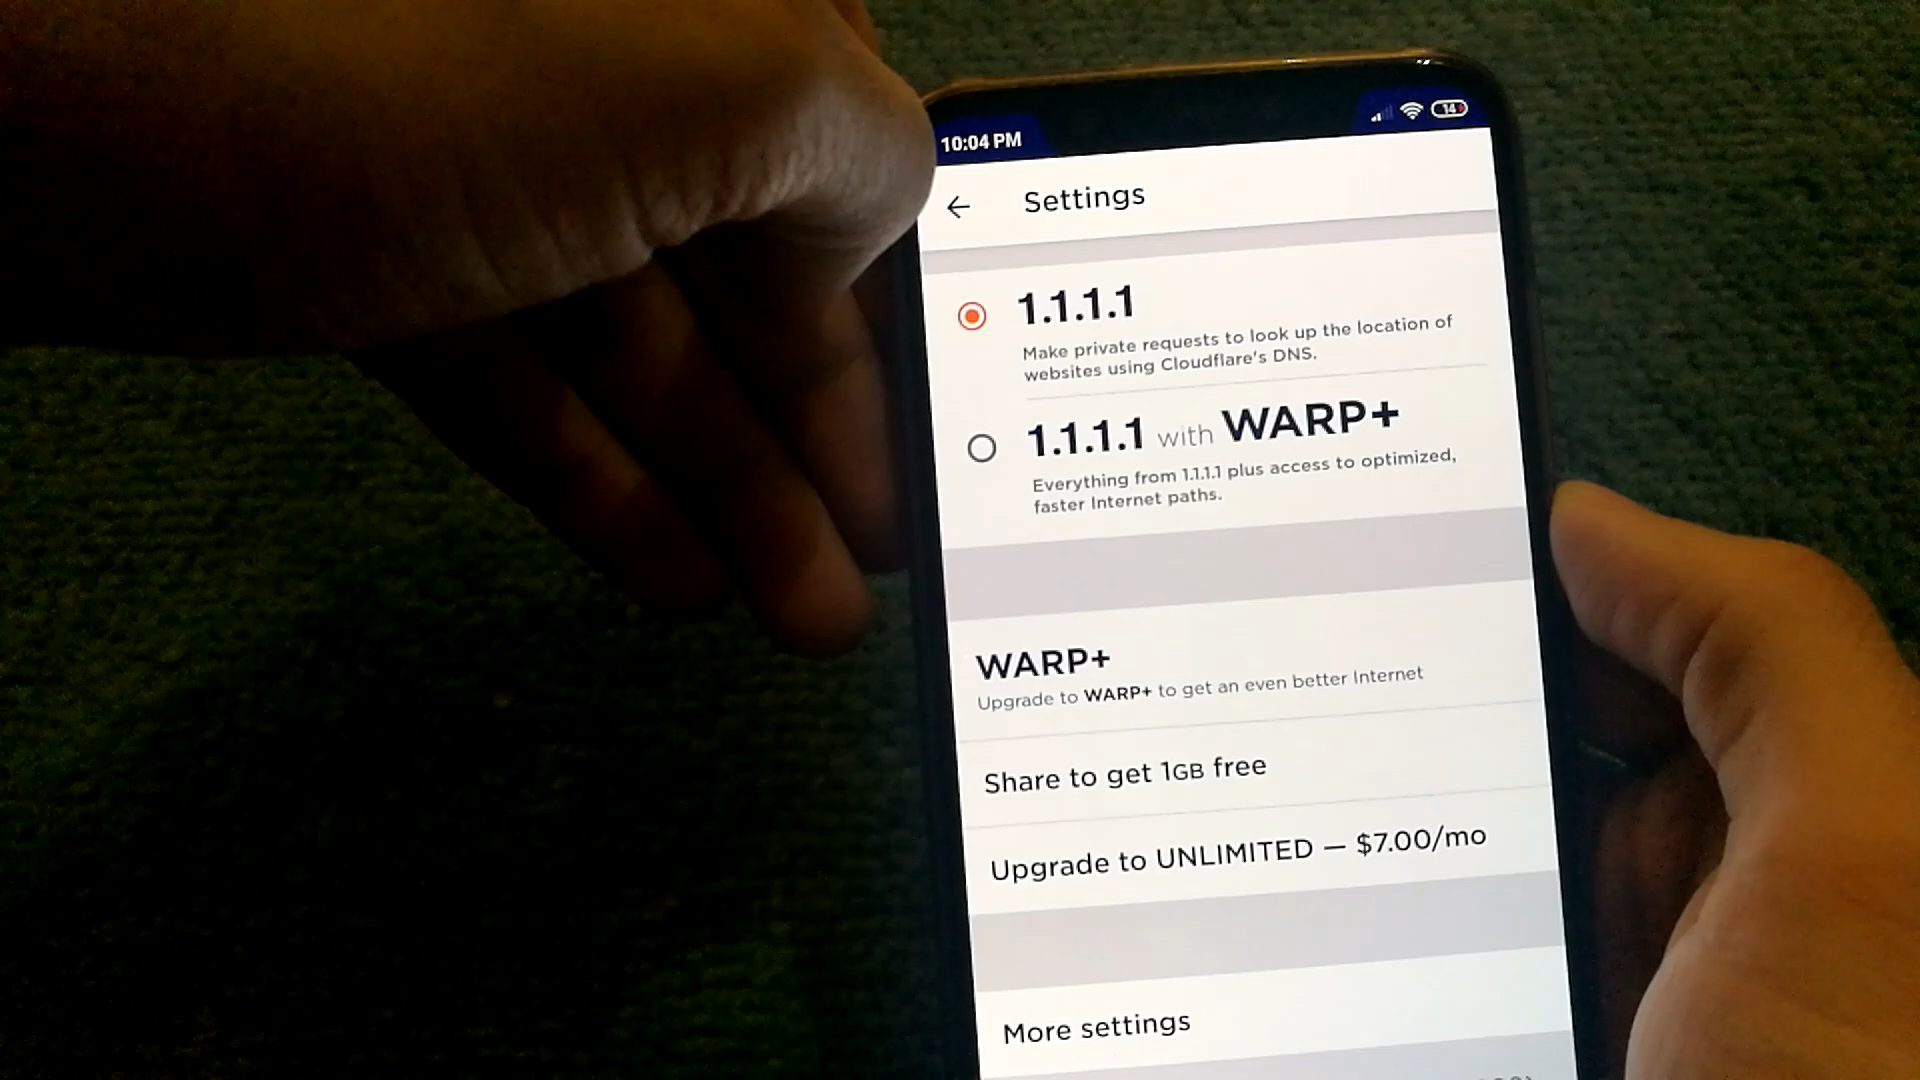 10:04 PM
14
Settings
1.1.1.1
Make private requests to look up the location of
websites using Cloudflare's DNS.
1.1.1.1 with WARP+
Everything from 1.1.1.1 plus access to optimized,
faster Internet paths.
WARP+
Upgrade to WARP+ to get an even better Internet
Share to get 1GB free
Upgrade to UNLIMITED — $7.00/mo
More settings